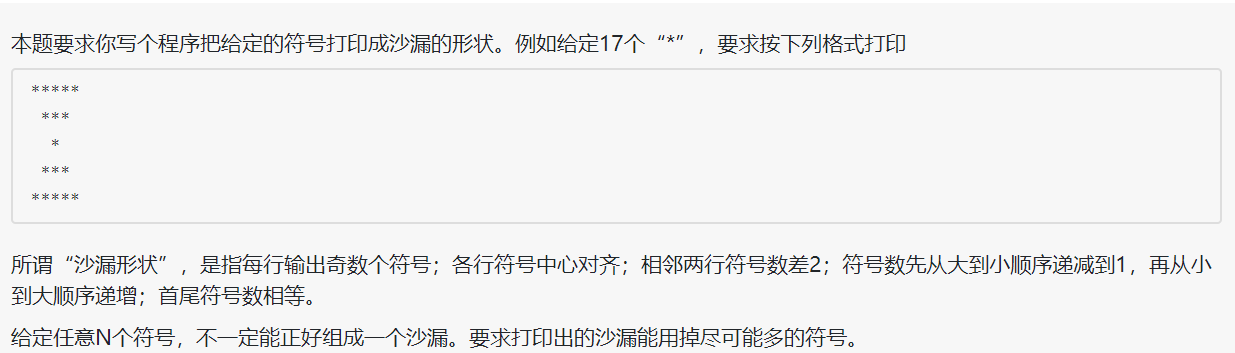 本题要求你写个程序把给定的符号打印成沙漏的形状。例如给定17个“*”，要求按下列格式打印
*****
 ***
  *
 ***
*****
所谓“沙漏形状”，是指每行输出奇数个符号；各行符号中心对齐；相邻两行符号数差2；符号数先从大到小顺序递减到1，再从小
到大顺序递增；首尾符号数相等。
给定任意N个符号，不一定能正好组成一个沙漏。要求打印出的沙漏能用掉尽可能多的符号。